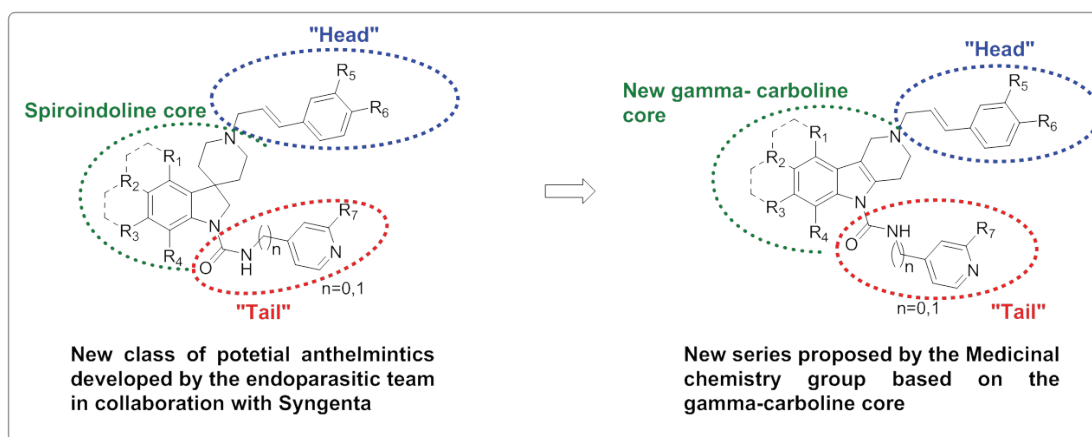 "Head"
R5
R6
Spiroindoline core
N
R1
R2
R3
R4
N
O
N
H
n
R7
N
n=0,1
"Tail"
New class of potetial anthelmintics
developed by the endoparasitic team
in collaboration with Syngenta
"Head"
R5
R6
New gamma- carboline
core
N
R1
R2
R3
R4
N
O
NH
n
R7
N
n=0,1
"Tail"
New series proposed by the Medicinal
chemistry group based on the
gamma-carboline core